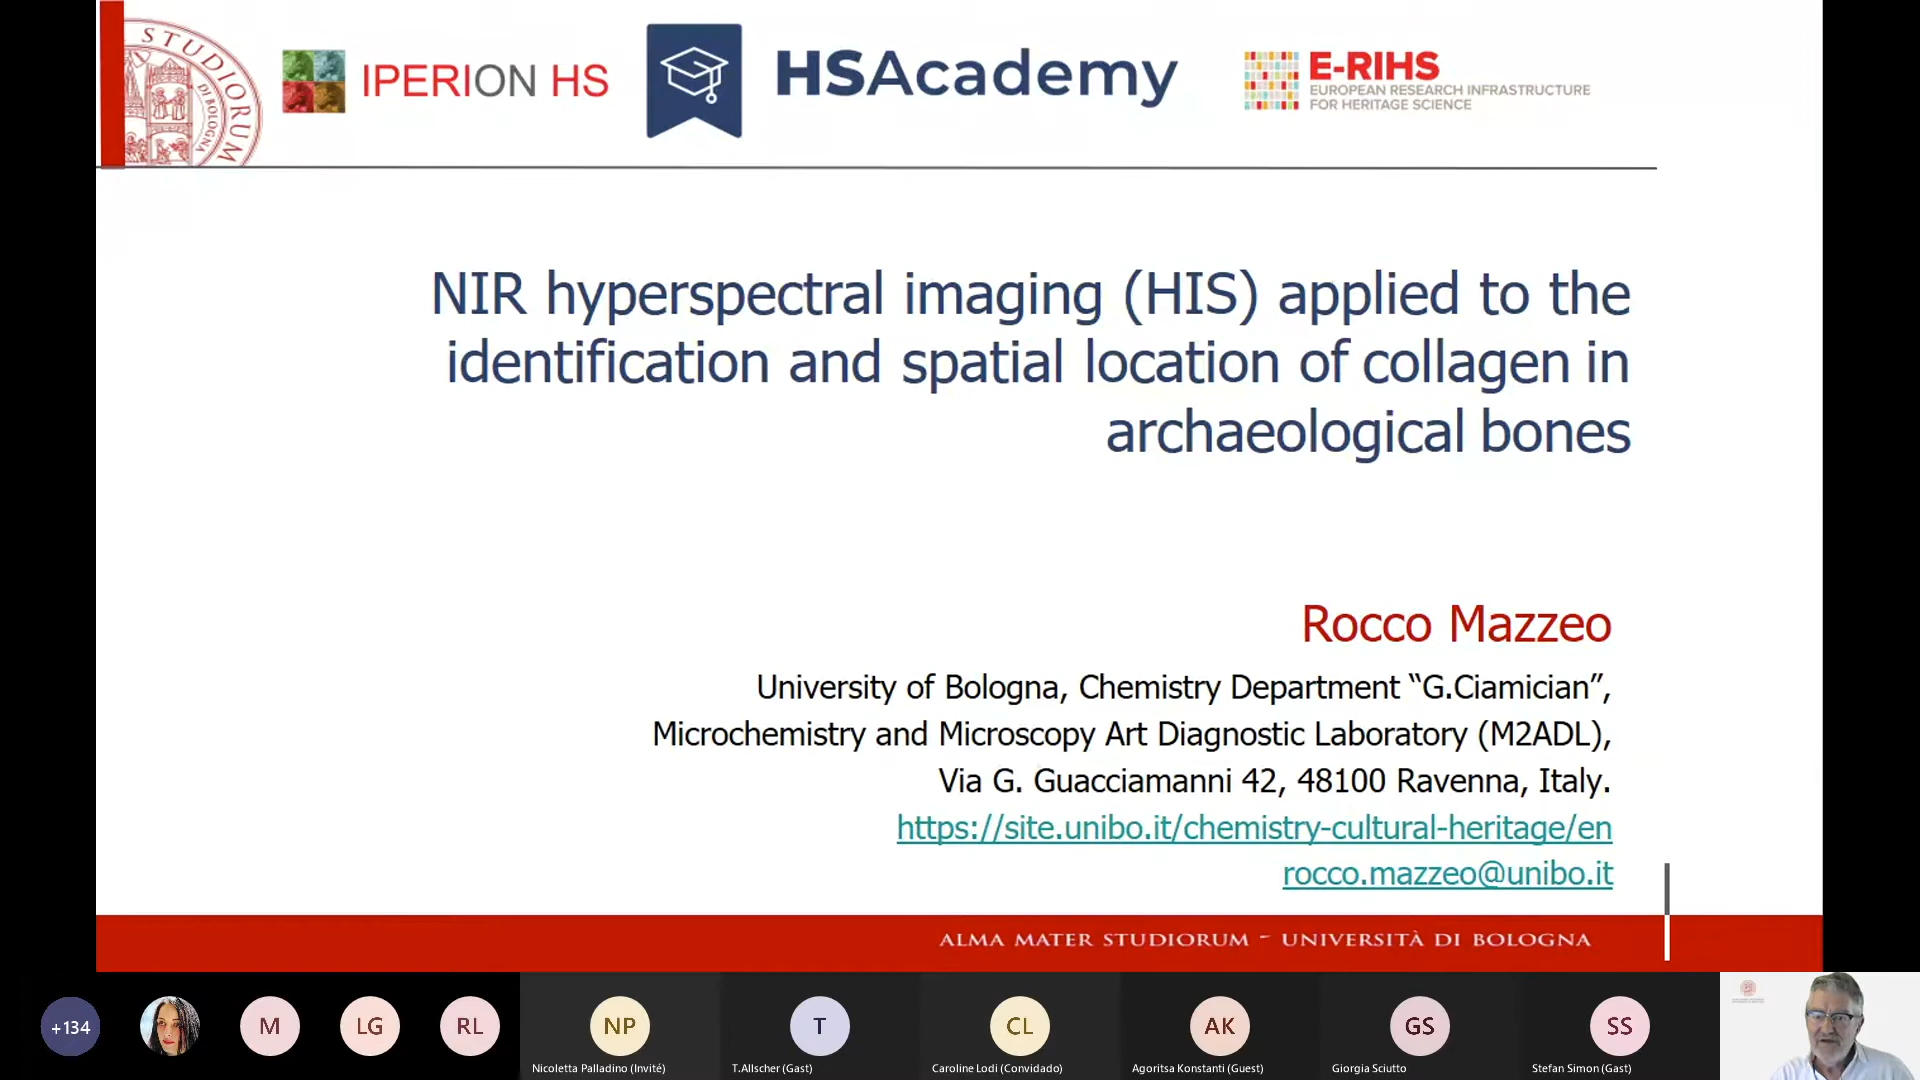 STUDIORUM
DI BOLOGNA
IPERION HS
HSAcademy
E-RIHS
EUROPEAN RESEARCH INFRASTRUCTURE
FOR HERITAGE SCIENCE
NIR hyperspectral imaging (HIS) applied to the
identification and spatial location of collagen in
archaeological bones
Rocco Mazzeo
University of Bologna, Chemistry Department “G.Ciamician”,
Microchemistry and Microscopy Art Diagnostic Laboratory (M2ADL),
Via G. Guacciamanni 42, 48100 Ravenna, Italy.
https://site.unibo.it/chemistry-cultural-heritage/en
rocco.mazzeo@unibo.it
ALMA MATER STUDIORUM - UNIVERSITÀ DI BOLOGNA
+134
M
LG
RL
NP
T
CL
AK
GS
SS
Nicoletta Palladino (Invité)
T.Allscher (Gast)
Caroline Lodi (Convidado)
Agoritsa Konstanti (Guest)
Giorgia Sciutto
Stefan Simon (Gast)